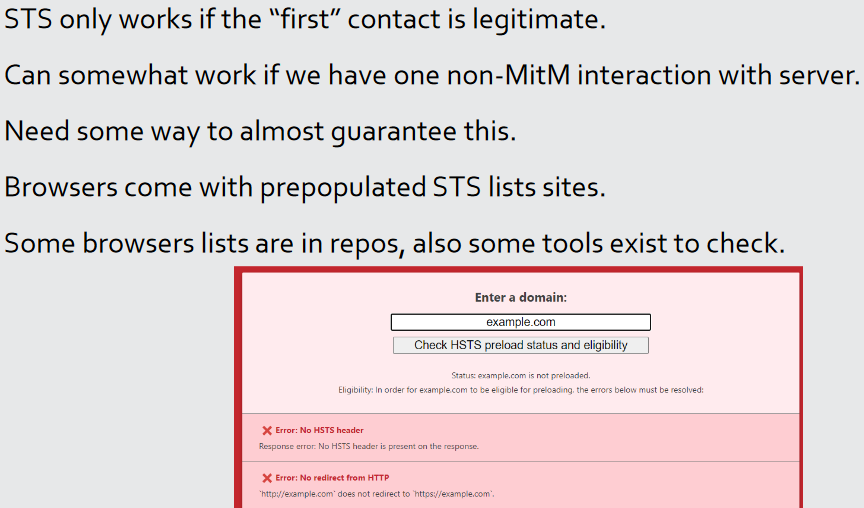 STS only works if the “first” contact is legitimate.
Can somewhat work if we have one non-MitM interaction with server.
Need some way to almost guarantee this.
Browsers come with prepopulated STS lists sites.
Some browsers lists are in repos, also some tools exist to check.
Enter a domain:
example.com
Check HSTS preload status and eligibility
Status: example.com is not preloaded.
Eligibility: In order for example.com to be eligible for preloading, the errors below must be resolved:
❌ Error: No HSTS header
Response error: No HSTS header is present on the response.
❌ Error: No redirect from HTTP
`http://example.com` does not redirect to `https://example.com`.